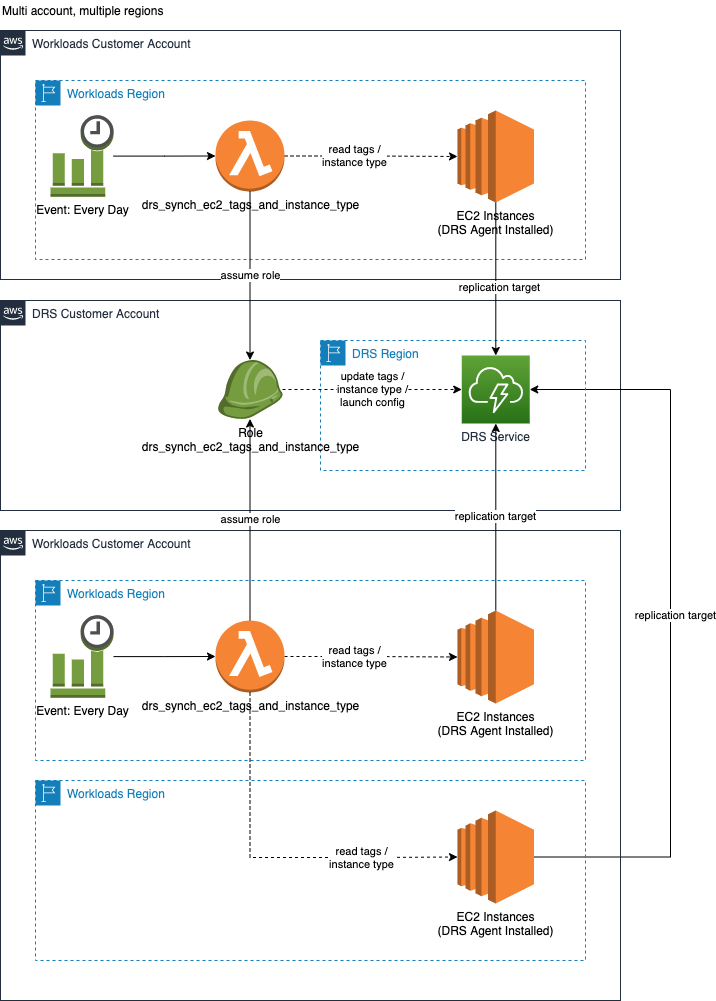 Multi account, multiple regions
aws
Workloads Customer Account
Workloads Region
read tags /
instance type
Event: Every Day
drs_synch_ec2_tags_and_instance_type
EC2 Instances
(DRS Agent Installed)
assume role
replication target
aws
DRS Customer Account
DRS Region
update tags /
instance type /
launch config
Role
drs_synch_ec2_tags_and_instance_type
DRS Service
assume role
replication target
aws
Workloads Customer Account
Workloads Region
replication target
read tags /
instance type
Event: Every Day
drs_synch_ec2_tags_and_instance_type
EC2 Instances
(DRS Agent Installed)
Workloads Region
read tags /
instance type
EC2 Instances
(DRS Agent Installed)